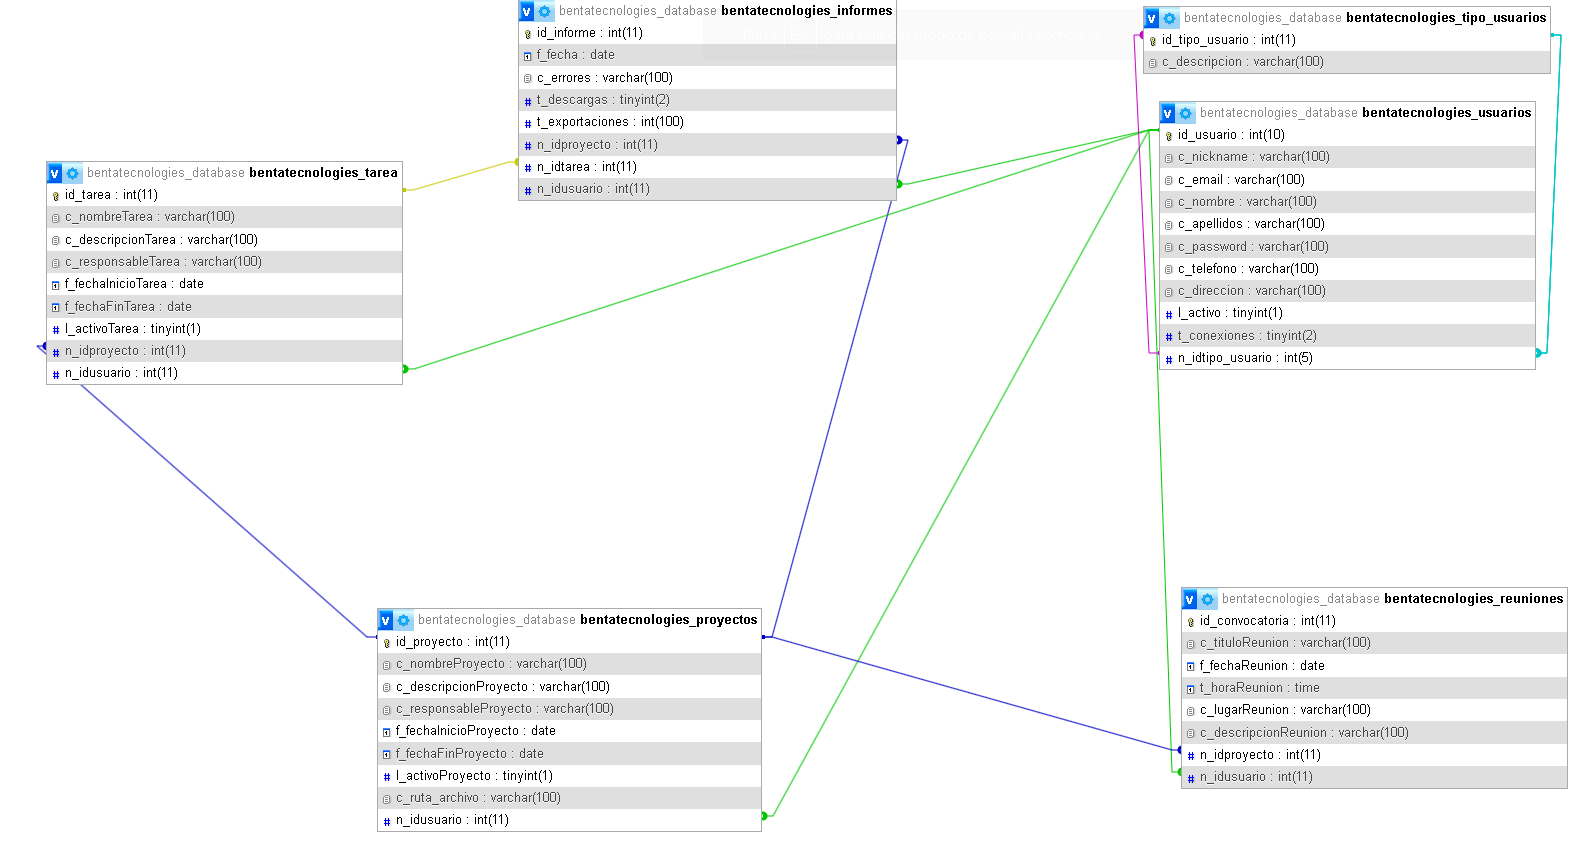 bentatecnologies_database bentatecnologies_informes
id_informe : int(11)
f_fecha : date
c_errores : varchar(100)
t_descargas : tinyint(2)
t_exportaciones : int(100)
n_idproyecto : int(11)
n_idtarea : int(11)
n_idusuario : int(11)
bentatecnologies_database bentatecnologies_tipo_usuarios
id_tipo_usuario : int(11)
c_descripcion : varchar(100)
bentatecnologies_database bentatecnologies_usuarios
id_usuario : int(10)
c_nickname : varchar(100)
c_email : varchar(100)
c_nombre : varchar(100)
c_apellidos : varchar(100)
c_password : varchar(100)
c_telefono : varchar(100)
c_direccion : varchar(100)
l_activo : tinyint(1)
t_conexiones : tinyint(2)
n_idtipo_usuario : int(5)
bentatecnologies_database bentatecnologies_tarea
id_tarea : int(11)
c_nombreTarea : varchar(100)
c_descripcionTarea : varchar(100)
c_responsableTarea : varchar(100)
f_fechaInicioTarea : date
f_fechaFinTarea : date
l_activoTarea : tinyint(1)
n_idproyecto : int(11)
n_idusuario : int(11)
bentatecnologies_database bentatecnologies_proyectos
id_proyecto : int(11)
c_nombreProyecto : varchar(100)
c_descripcionProyecto : varchar(100)
c_responsableProyecto : varchar(100)
f_fechaInicioProyecto : date
f_fechaFinProyecto : date
l_activoProyecto : tinyint(1)
c_ruta_archivo : varchar(100)
n_idusuario : int(11)
bentatecnologies_database bentatecnologies_reuniones
id_convocatoria : int(11)
c_tituloReunion : varchar(100)
f_fechaReunion : date
t_horaReunion : time
c_lugarReunion : varchar(100)
c_descripcionReunion : varchar(100)
n_idproyecto : int(11)
n_idusuario : int(11)